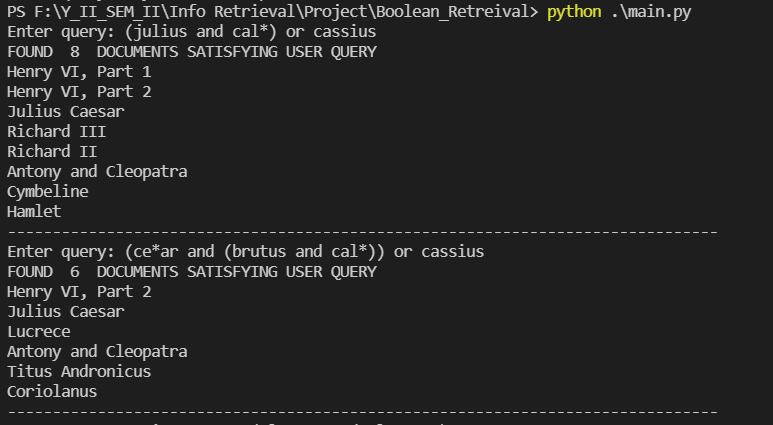 PS F:\Y_II_SEM_II\Info Retrieval\Project\Boolean_Retreival> python .\main.py
Enter query: (julius and cal*) or cassius
FOUND  8  DOCUMENTS SATISFYING USER QUERY
Henry VI, Part 1
Henry VI, Part 2
Julius Caesar
Richard III
Richard II
Antony and Cleopatra
Cymbeline
Hamlet
-------------------------------------------------------------------------------
Enter query: (ce*ar and (brutus and cal*)) or cassius
FOUND  6  DOCUMENTS SATISFYING USER QUERY
Henry VI, Part 2
Julius Caesar
Lucrece
Antony and Cleopatra
Titus Andronicus
Coriolanus
-------------------------------------------------------------------------------